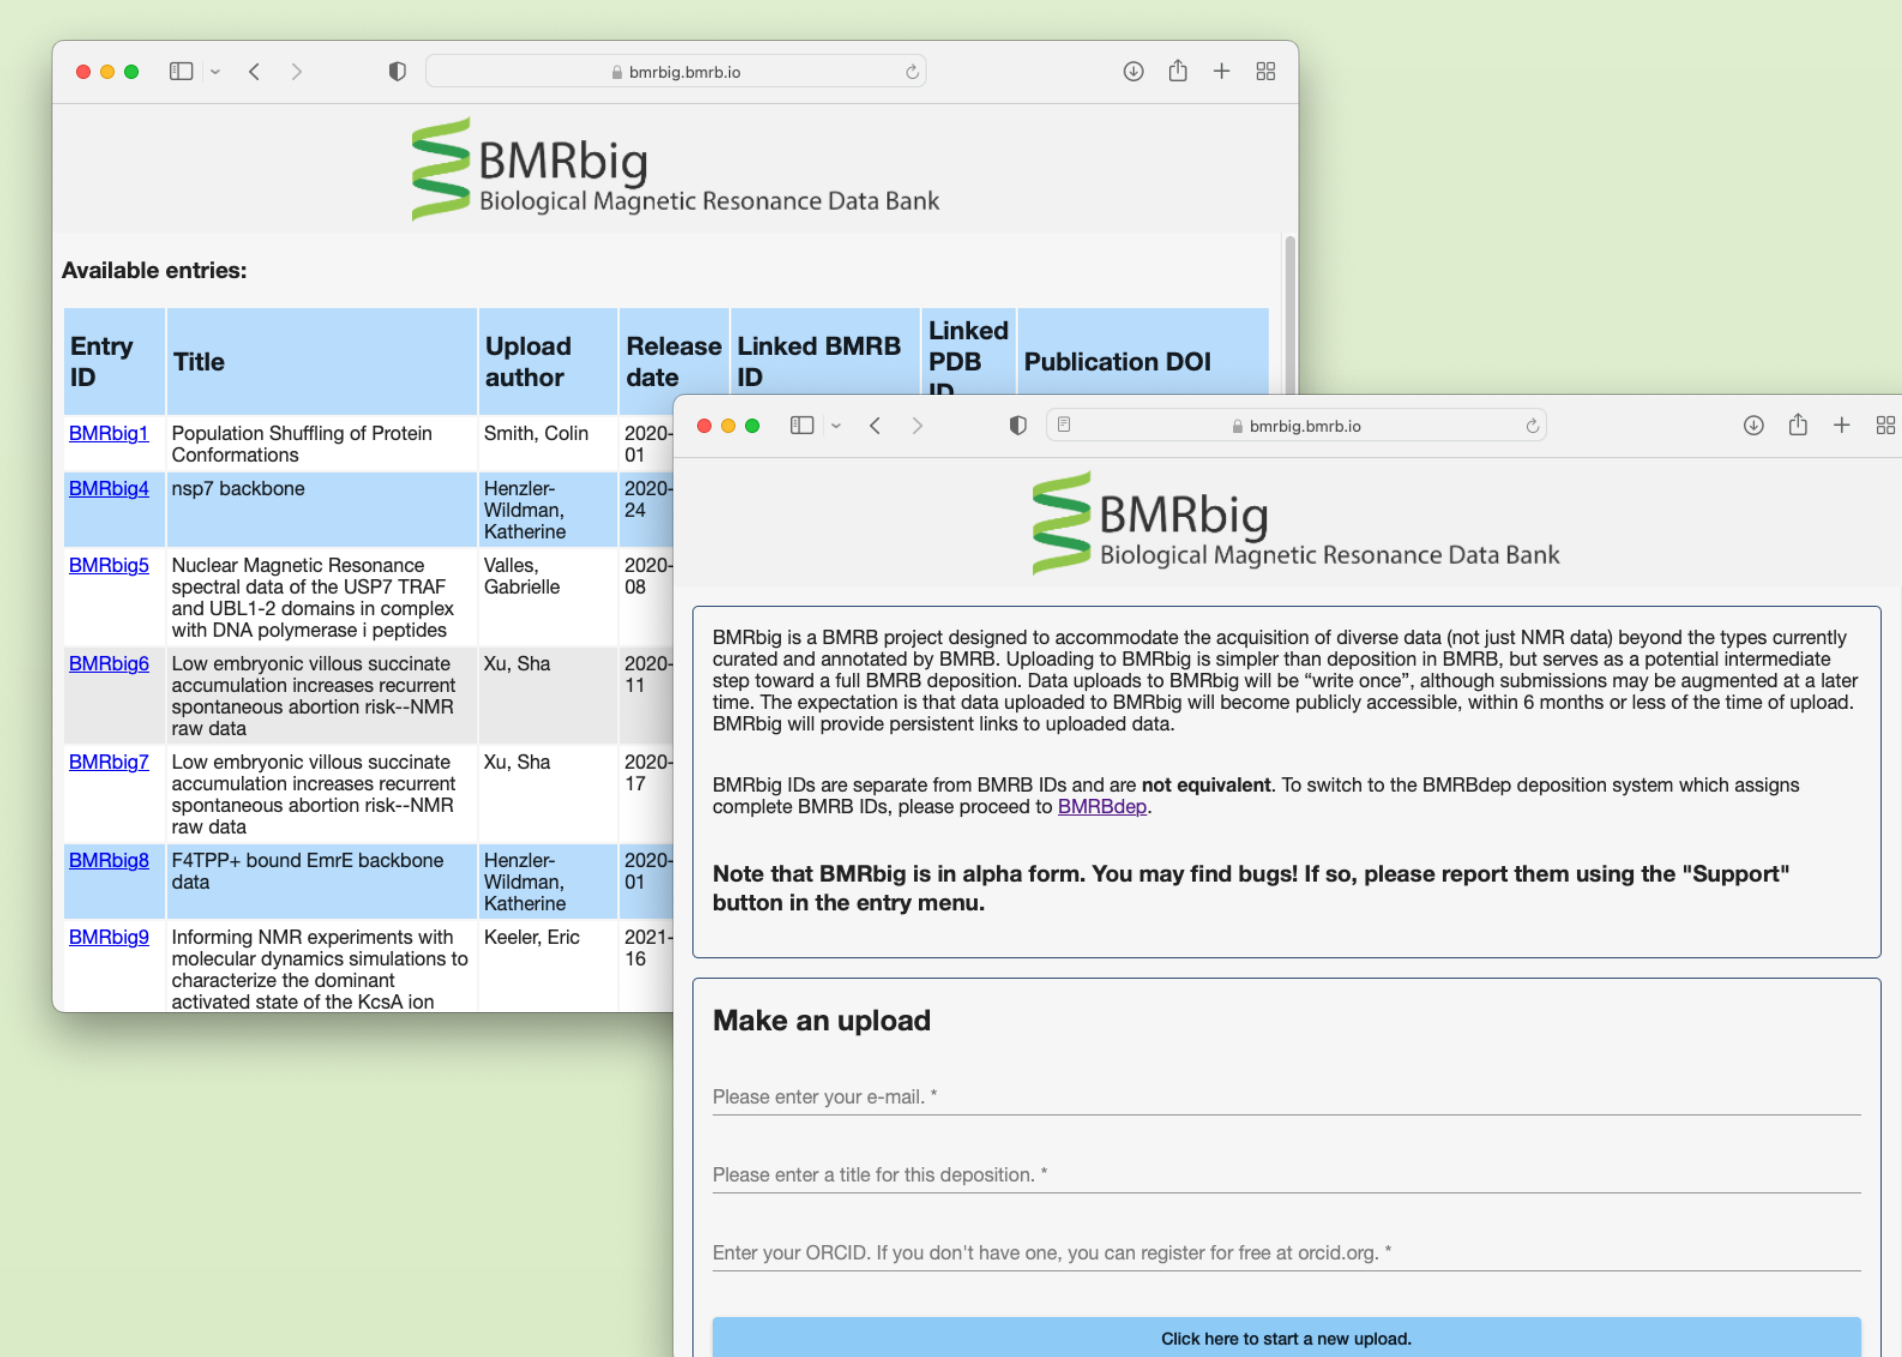 bmrbig.bmrb.io
BMRbig
Biological Magnetic Resonance Data Bank
Available entries:
Entry ID
Title
Upload author
Release date
Linked BMRB ID
Linked PDB ID
Publication DOI
BMRbig1
Population Shuffling of Protein
Conformations
Smith, Colin
2020-
01
BMRbig4
nsp7 backbone
Henzler-
Wildman,
Katherine
2020-
24
BMRbig5
Nuclear Magnetic Resonance
spectral data of the USP7 TRAF
and UBL1-2 domains in complex
with DNA polymerase i peptides
Valles,
Gabrielle
2020-
08
BMRbig6
Low embryonic villous succinate
accumulation increases recurrent
spontaneous abortion risk--NMR
raw data
Xu, Sha
2020-
11
BMRbig7
Low embryonic villous succinate
accumulation increases recurrent
spontaneous abortion risk--NMR
raw data
Xu, Sha
2020-
17
BMRbig8
F4TPP+ bound EmrE backbone
data
Henzler-
Wildman,
Katherine
2020-
01
BMRbig9
Informing NMR experiments with
molecular dynamics simulations to
characterize the dominant
activated state of the KcsA ion
Keeler, Eric
2021-
16
bmrbig.bmrb.io
BMRbig
Biological Magnetic Resonance Data Bank
BMRbig is a BMRB project designed to accommodate the acquisition of diverse data (not just NMR data) beyond the types currently
curated and annotated by BMRB. Uploading to BMRbig is simpler than deposition in BMRB, but serves as a potential intermediate
step toward a full BMRB deposition. Data uploads to BMRbig will be “write once”, although submissions may be augmented at a later
time. The expectation is that data uploaded to BMRbig will become publicly accessible, within 6 months or less of the time of upload.
BMRbig will provide persistent links to uploaded data.
BMRbig IDs are separate from BMRB IDs and are not equivalent. To switch to the BMRBdep deposition system which assigns
complete BMRB IDs, please proceed to BMRBdep.
Note that BMRbig is in alpha form. You may find bugs! If so, please report them using the "Support"
button in the entry menu.
Make an upload
Please enter your e-mail. *
Please enter a title for this deposition. *
Enter your ORCID. If you don't have one, you can register for free at orcid.org. *
Click here to start a new upload.